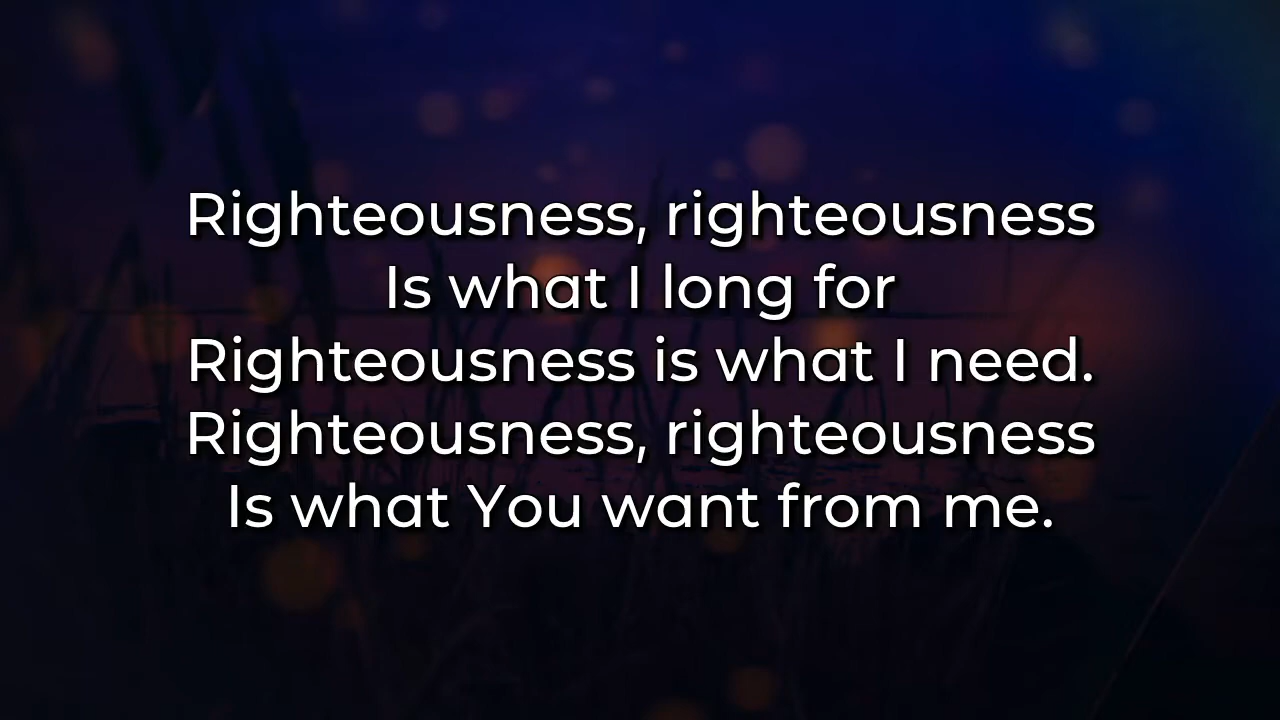 Righteousness, righteousness
Is what I long for
Righteousness is what I need.
Righteousness, righteousness
Is what You want from me.